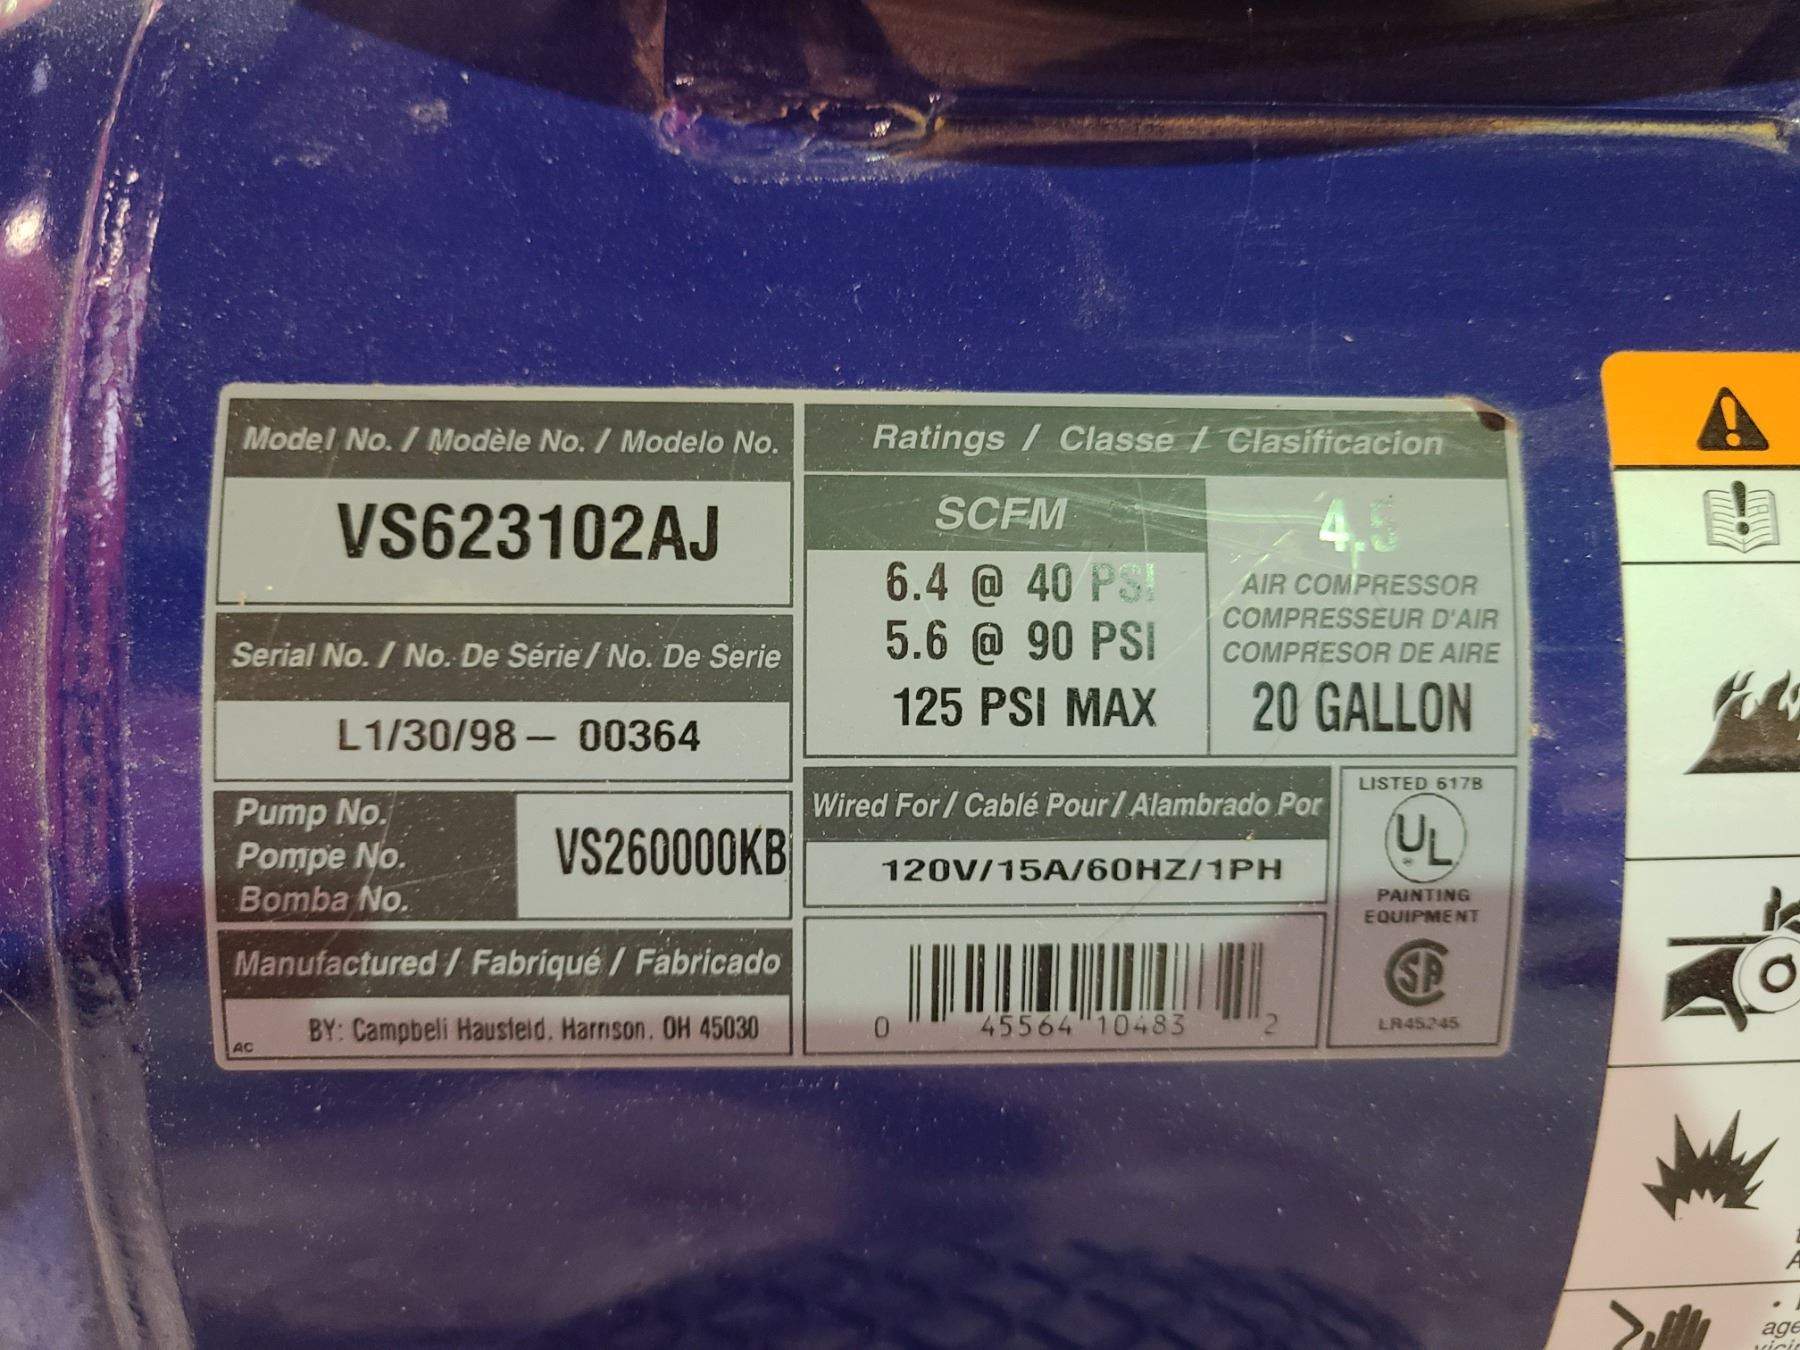 Model No. / Modèle No. / Modelo No.
VS623102AJ
Serial No. / No. De Série / No. De Serie
L1/30/98 – 00364
Pump No.
Pompe No.
Bomba No.
VS260000KB
Manufactured / Fabriqué / Fabricado
BY: Campbell Hausfeld, Harrison, OH 45030
AC
Ratings / Classe / Clasificacion
SCFM
6.4 @ 40 PSI
5.6 @ 90 PSI
125 PSI MAX
4.5
AIR COMPRESSOR
COMPRESSEUR D'AIR
COMPRESOR DE AIRE
20 GALLON
Wired For / Cablé Pour / Alambrado Por
120V/15A/60HZ/1PH
0 45564 10483 2
LISTED 617B
UL
®
PAINTING
EQUIPMENT
SA
LR45245